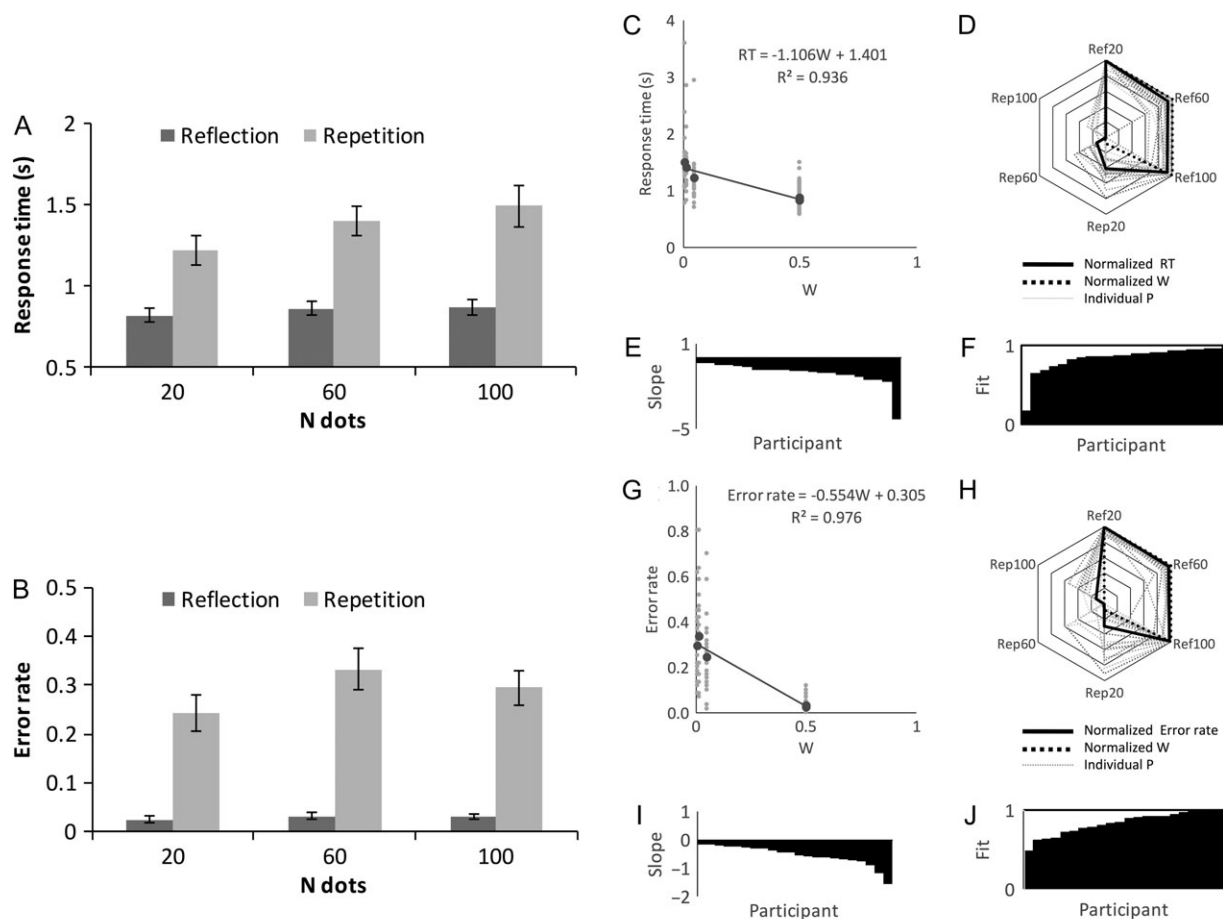 A
Response time (s)
2
1.5
1
0.5
Reflection
Repetition
20
60
100
N dots
B
Error rate
0.5
0.4
0.3
0.2
0.1
0
Reflection
Repetition
20
60
100
N dots
C
Response time (s)
4
3
2
1
0
RT = -1.106W + 1.401
R² = 0.936
0
0.5
1
W
D
Ref20
Ref60
Ref100
Rep20
Rep60
Rep100
Normalized RT
Normalized W
Individual P
E
Slope
1
−5
Participant
F
Fit
1
0
Participant
G
Error rate
1.0
0.8
0.6
0.4
0.2
0.0
Error rate = -0.554W + 0.305
R² = 0.976
0
0.5
1
W
H
Ref20
Ref60
Ref100
Rep20
Rep60
Rep100
Normalized Error rate
Normalized W
Individual P
I
Slope
1
0
−1
−2
Participant
J
Fit
1
0
Participant